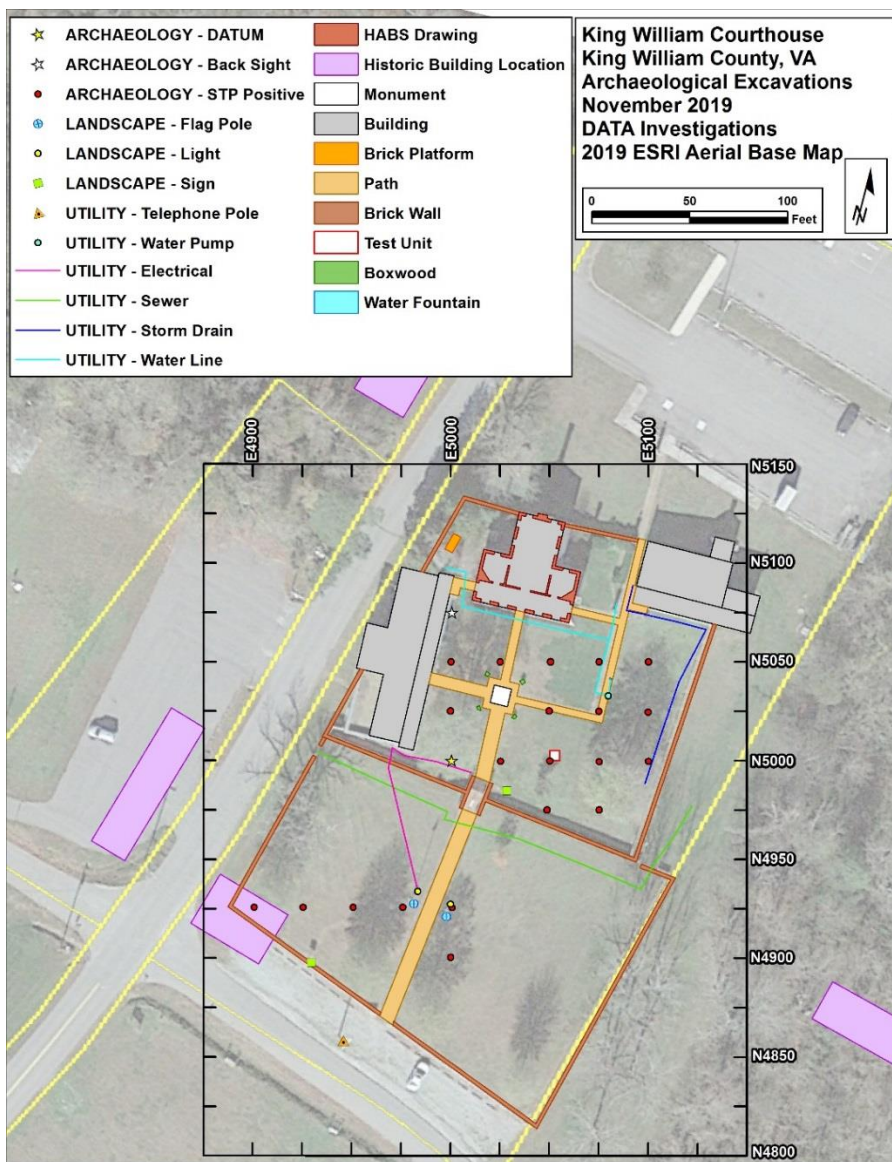 ARCHAEOLOGY - DATUM
ARCHAEOLOGY - Back Sight
ARCHAEOLOGY - STP Positive
LANDSCAPE - Flag Pole
LANDSCAPE - Light
LANDSCAPE - Sign
UTILITY - Telephone Pole
UTILITY - Water Pump
UTILITY - Electrical
UTILITY - Sewer
UTILITY - Storm Drain
UTILITY - Water Line
HABS Drawing
Historic Building Location
Monument
Building
Brick Platform
Path
Brick Wall
Test Unit
Boxwood
Water Fountain
King William Courthouse
King William County, VA
Archaeological Excavations
November 2019
DATA Investigations
2019 ESRI Aerial Base Map
0 50 100
Feet
N
E4900
E5000
E5100
N5150
N5100
N5050
N5000
N4950
N4900
N4850
N4800